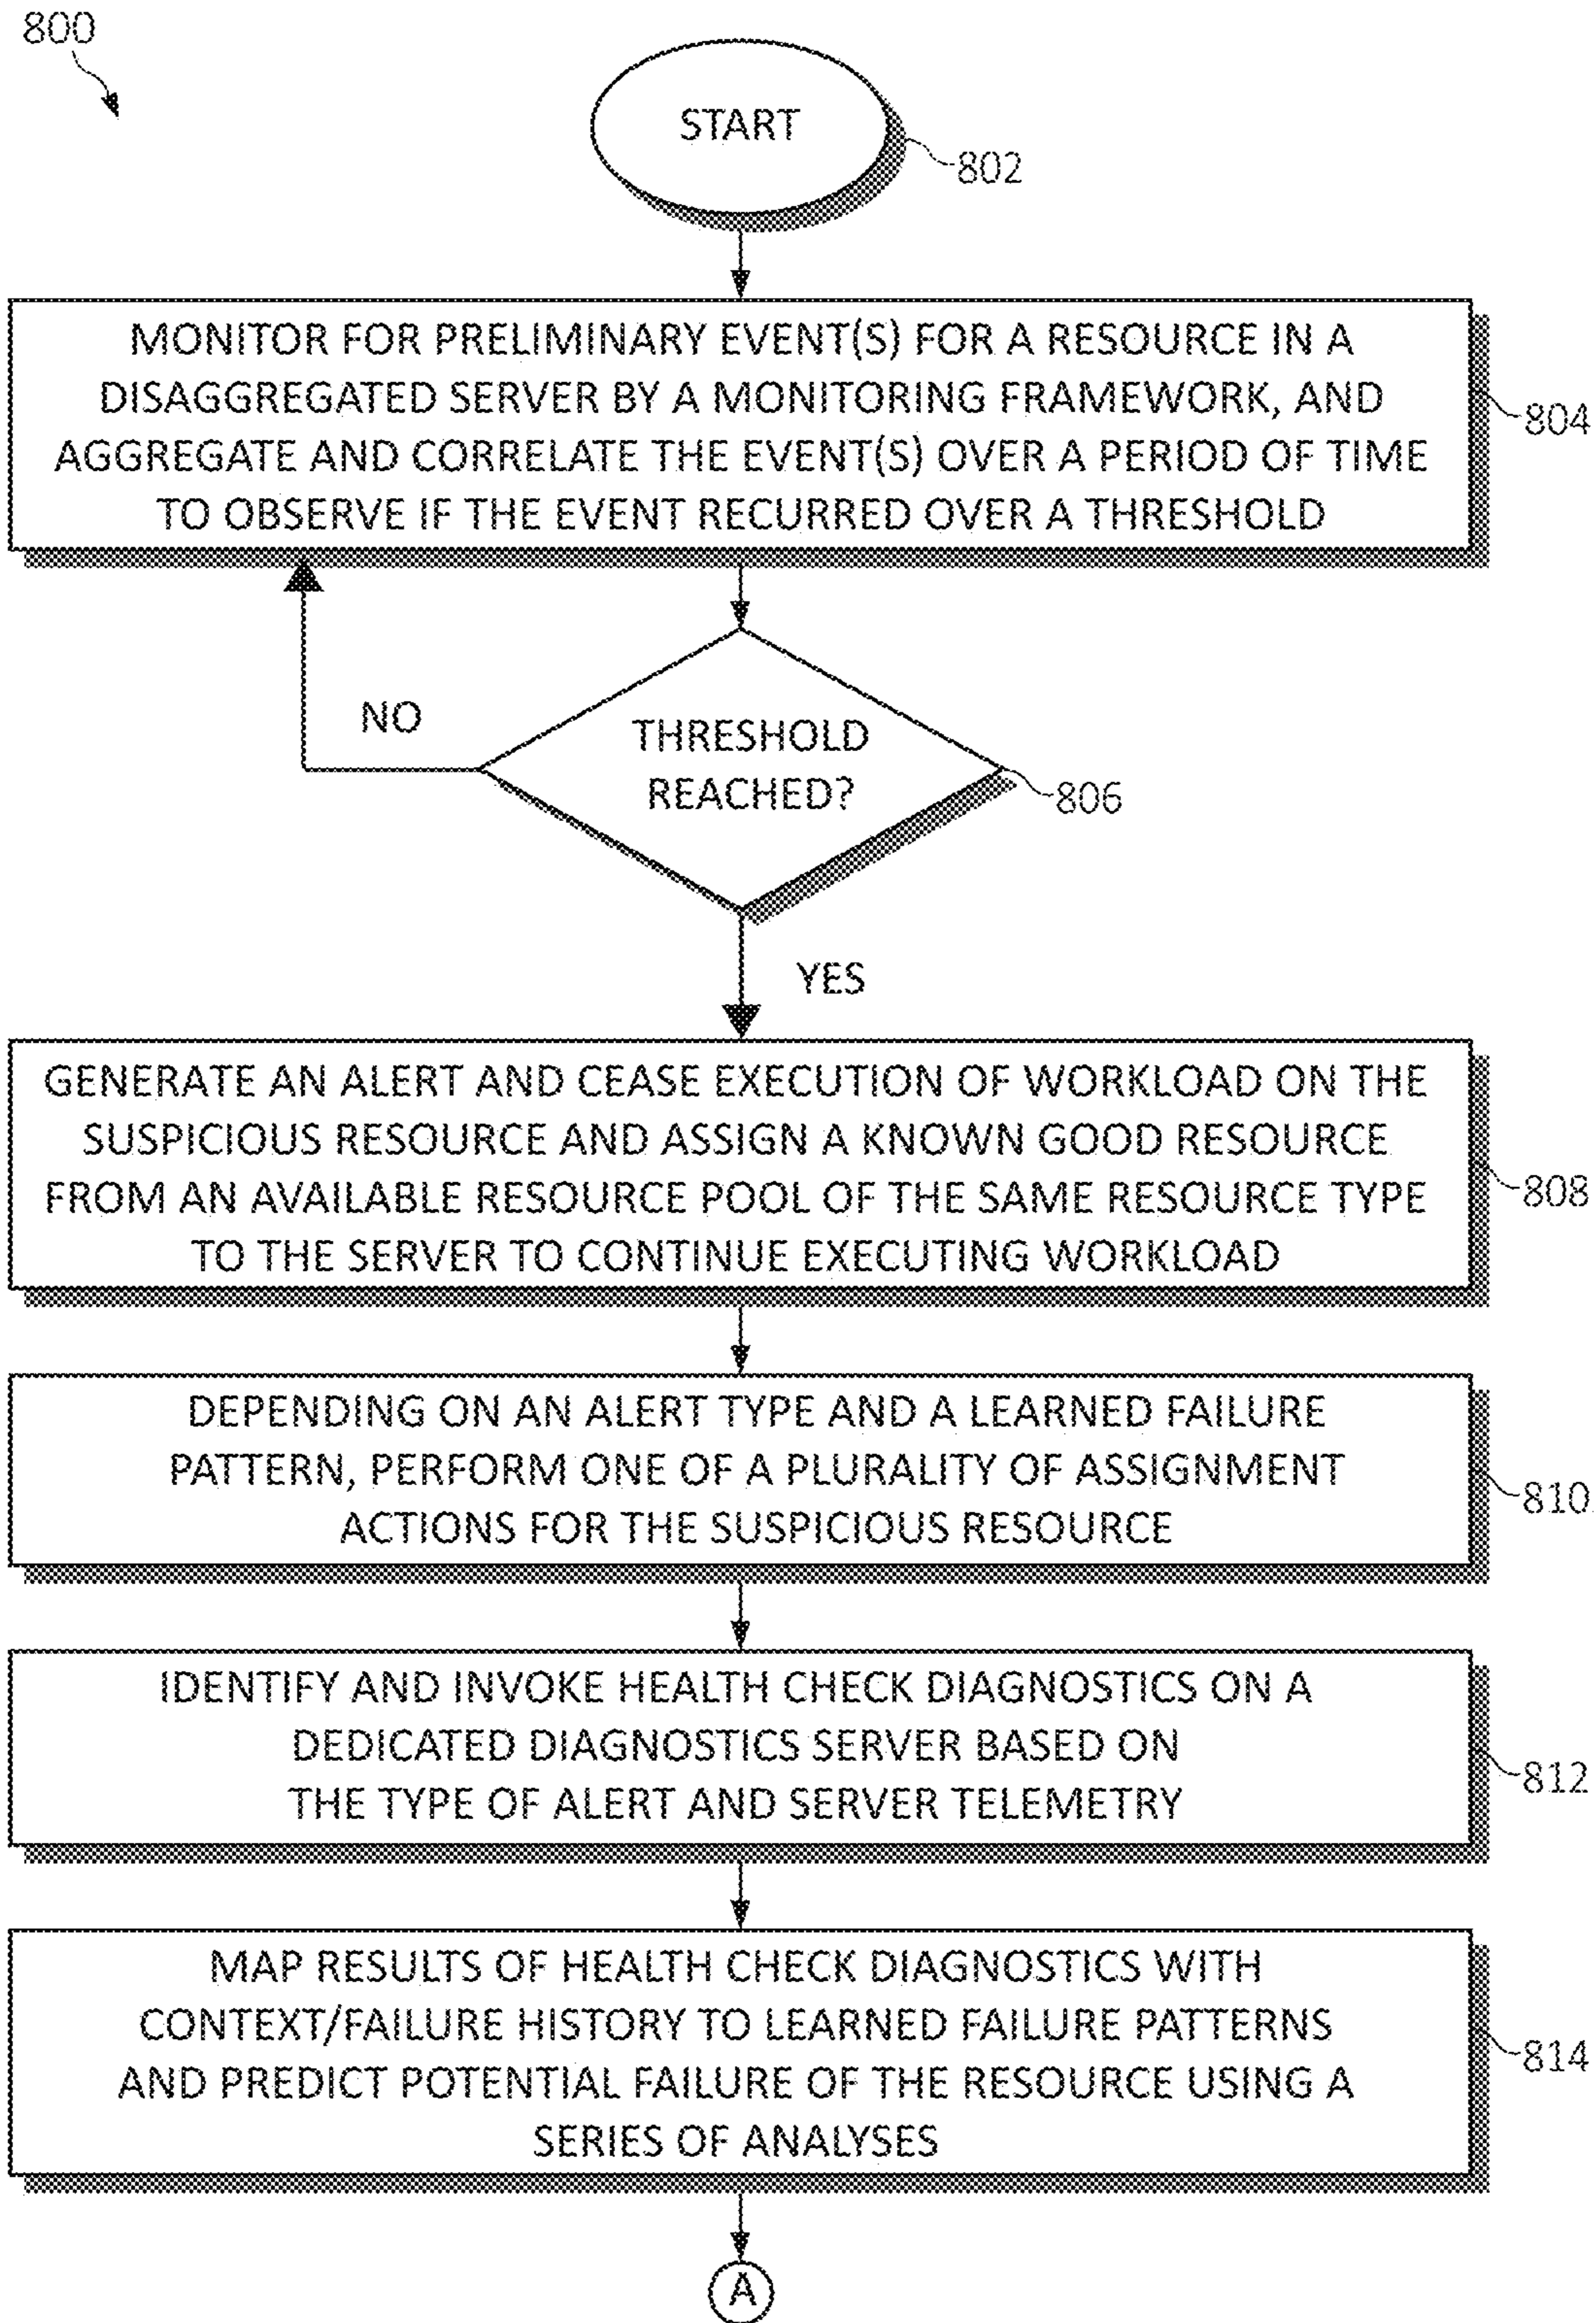 800
START
802
MONITOR FOR PRELIMINARY EVENT(S) FOR A RESOURCE IN A
DISAGGREGATED SERVER BY A MONITORING FRAMEWORK, AND
AGGREGATE AND CORRELATE THE EVENT(S) OVER A PERIOD OF TIME
TO OBSERVE IF THE EVENT RECURRED OVER A THRESHOLD
804
NO
THRESHOLD
REACHED?
806
YES
GENERATE AN ALERT AND CEASE EXECUTION OF WORKLOAD ON THE
SUSPICIOUS RESOURCE AND ASSIGN A KNOWN GOOD RESOURCE
FROM AN AVAILABLE RESOURCE POOL OF THE SAME RESOURCE TYPE
TO THE SERVER TO CONTINUE EXECUTING WORKLOAD
808
DEPENDING ON AN ALERT TYPE AND A LEARNED FAILURE
PATTERN, PERFORM ONE OF A PLURALITY OF ASSIGNMENT
ACTIONS FOR THE SUSPICIOUS RESOURCE
810
IDENTIFY AND INVOKE HEALTH CHECK DIAGNOSTICS ON A
DEDICATED DIAGNOSTICS SERVER BASED ON
THE TYPE OF ALERT AND SERVER TELEMETRY
812
MAP RESULTS OF HEALTH CHECK DIAGNOSTICS WITH
CONTEXT/FAILURE HISTORY TO LEARNED FAILURE PATTERNS
AND PREDICT POTENTIAL FAILURE OF THE RESOURCE USING A
SERIES OF ANALYSES
814
A